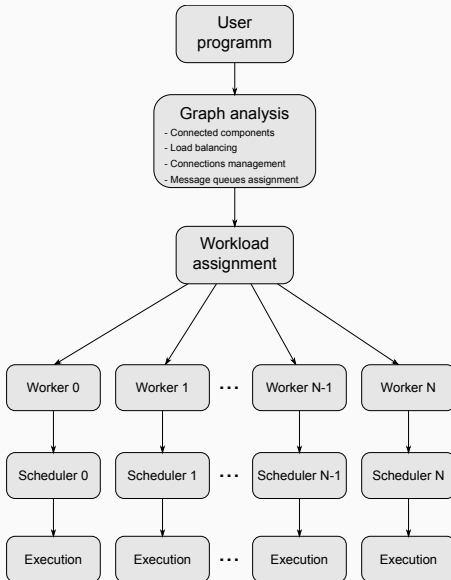 User
programm
Graph analysis
- Connected components
- Load balancing
- Connections management
- Message queues assignment
Workload
assignment
Worker 0
Worker 1
...
Worker N-1
Worker N
Scheduler 0
Scheduler 1
...
Scheduler N-1
Scheduler N
Execution
Execution
...
Execution
Execution